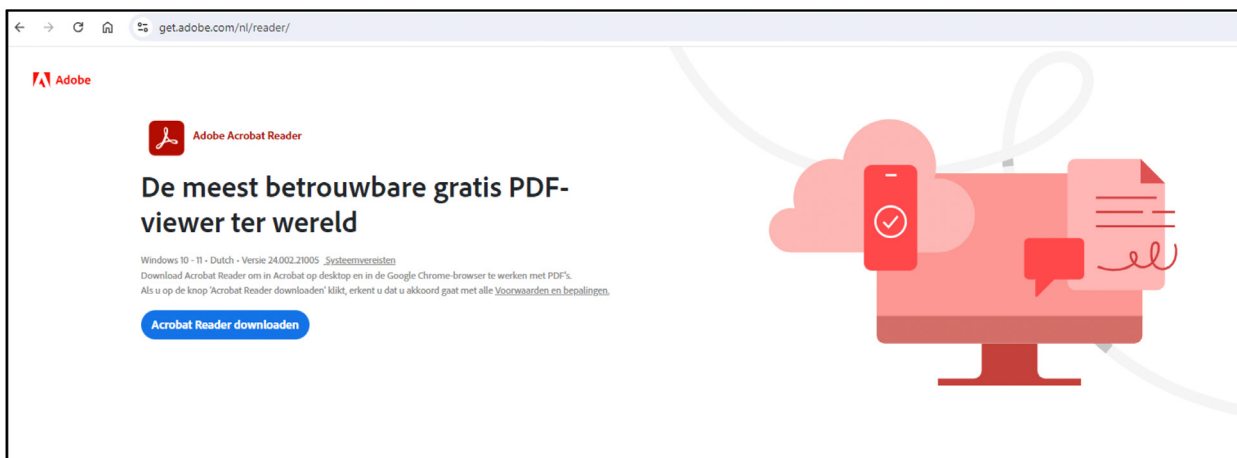 get.adobe.com/nl/reader/
Adobe
Adobe Acrobat Reader
De meest betrouwbare gratis PDF-
viewer ter wereld
Windows 10 - 11 • Dutch • Versie 24.002.21005 Systeemvereisten
Download Acrobat Reader om in Acrobat op desktop en in de Google Chrome-browser te werken met PDF's.
Als u op de knop 'Acrobat Reader downloaden' klikt, erkent u dat u akkoord gaat met alle Voorwaarden en bepalingen.
Acrobat Reader downloaden